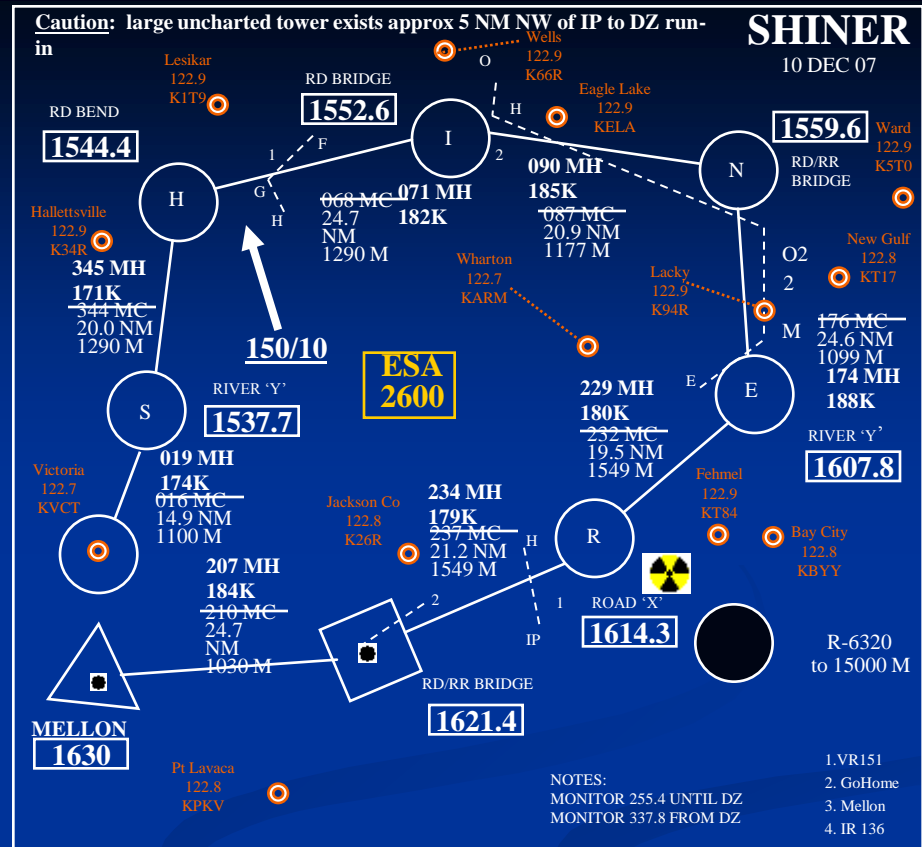 Caution: large uncharted tower exists approx 5 NM NW of IP to DZ run-
in
SHINER
10 DEC 07
Lesikar
122.9
K1T9
Wells
122.9
K66R
Eagle Lake
122.9
KELA
Ward
122.9
K5T0
RD BEND
1544.4
RD BRIDGE
1552.6
1559.6
RD/RR
BRIDGE
O
H
I
2
N
H
1
F
G
H
068 MC
24.7
NM
1290 M
071 MH
182K
090 MH
185K
087 MC
20.9 NM
1177 M
Hallettsville
122.9
K34R
345 MH
171K
344 MC
20.0 NM
1290 M
150/10
Wharton
122.7
KARM
Lacky
122.9
K94R
O2
2
M
E
New Gulf
122.8
KT17
176 MC
24.6 NM
1099 M
174 MH
188K
ESA
2600
S
RIVER 'Y'
1537.7
229 MH
180K
232 MC
19.5 NM
1549 M
E
RIVER 'Y'
1607.8
Victoria
122.7
KVCT
019 MH
174K
016 MC
14.9 NM
1100 M
Jackson Co
122.8
K26R
234 MH
179K
237 MC
21.2 NM
1549 M
H
1
IP
R
Fehmel
122.9
KT84
Bay City
122.8
KBYY
207 MH
184K
210 MC
24.7
NM
1030 M
2
ROAD 'X'
1614.3
R-6320
to 15000 M
MELLON
1630
RD/RR BRIDGE
1621.4
Pt Lavaca
122.8
KPKV
NOTES:
MONITOR 255.4 UNTIL DZ
MONITOR 337.8 FROM DZ
1.VR151
2. GoHome
3. Mellon
4. IR 136